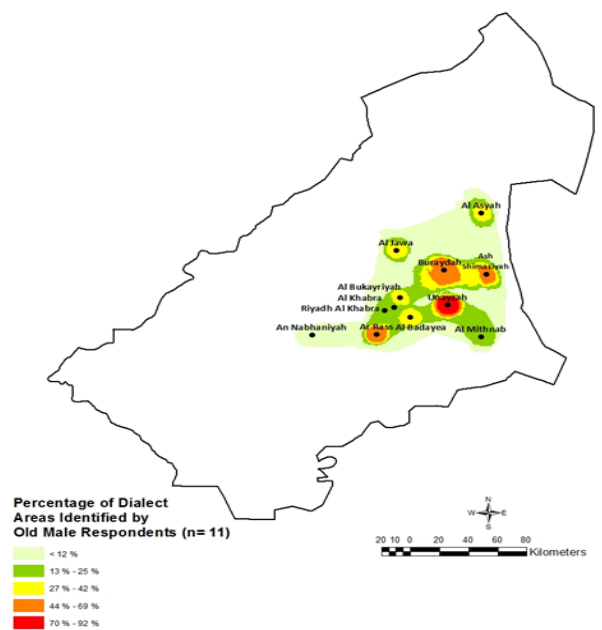 Al Asyah
Al Jawa
Buraydah
Ash
Shimasiyah
Al Bukayriyah
Al Khabra
Unaysah
Riyadh Al Khabra
An Nabhaniyah
Ar Rass
Al Badayea
Al Mithnab
Percentage of Dialect
Areas Identified by
Old Male Respondents (n= 11)
< 12 %
13 % - 25 %
27 % - 42 %
44 % - 69 %
70 % - 92 %
N
W
E
S
20 10 0 20 40 60 80
Kilometers